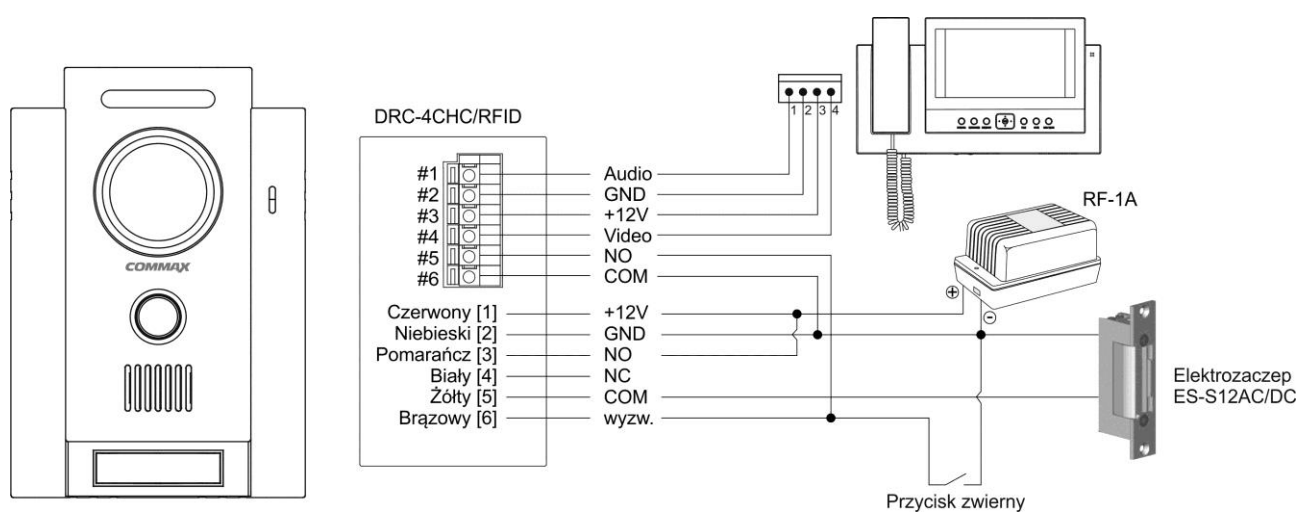 COMMAX
DRC-4CHC/RFID
#1 Audio
#2 GND
#3 +12V
#4 Video
#5 NO
#6 COM
Czerwony [1] +12V
Niebieski [2] GND
Pomarańcz [3] NO
Biały [4] NC
Żółty [5] COM
Brązowy [6] wyzw.
1 2 3 4
RF-1A
+
−
Elektrozaczep
ES-S12AC/DC
Przycisk zwierny